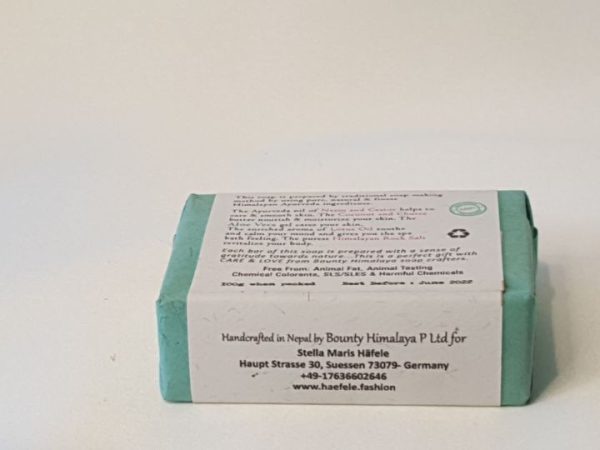 This soap is prepared by traditional soap making
method by using pure, natural & finest
Himalayan Ayurveda ingredients.
The Ayurveda oil of Neem and Castor helps to
care & smooth skin. The Coconut and Churee
butter nourish & moisturize your skin. The
Aloe Vera gel cares your skin.
The enriched aroma of Lotus Oil soothe
and calm your mood and gives you the spa
bath feeling. The purest Himalayan Rock Salt
revitalize your body.
Each bar of this soap is prepared with a sense of
gratitude towards nature. This is a perfect gift with
CARE & LOVE from Bounty Himalaya soap crafters.
Free From: Animal Fat, Animal Testing
Chemical Colorants, SLS/SLES & Harmful Chemicals
100g when packed Best Before : June 2022
Handcrafted in Nepal by Bounty Himalaya P Ltd for
Stella Maris Häfele
Haupt Strasse 30, Suessen 73079- Germany
+49-17636602646
www.haefele.fashion